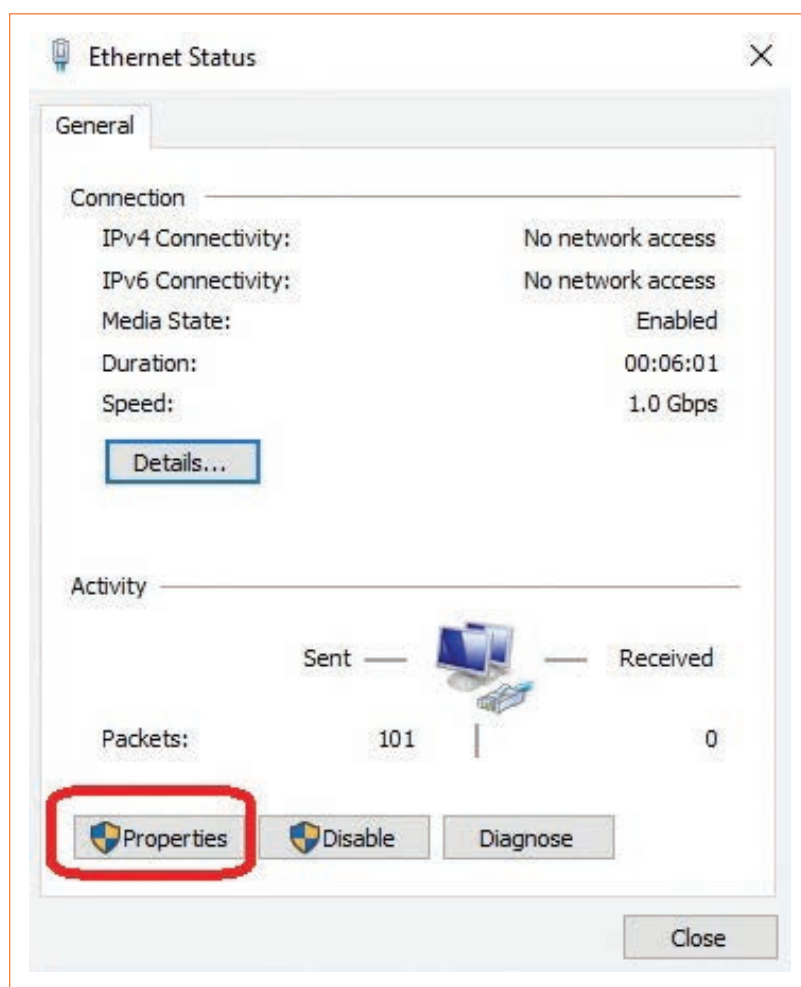 Ethernet Status
General
Connection
IPv4 Connectivity: No network access
IPv6 Connectivity: No network access
Media State: Enabled
Duration: 00:06:01
Speed: 1.0 Gbps
Details...
Activity
Sent Received
Packets: 101 0
Properties Disable Diagnose
Close